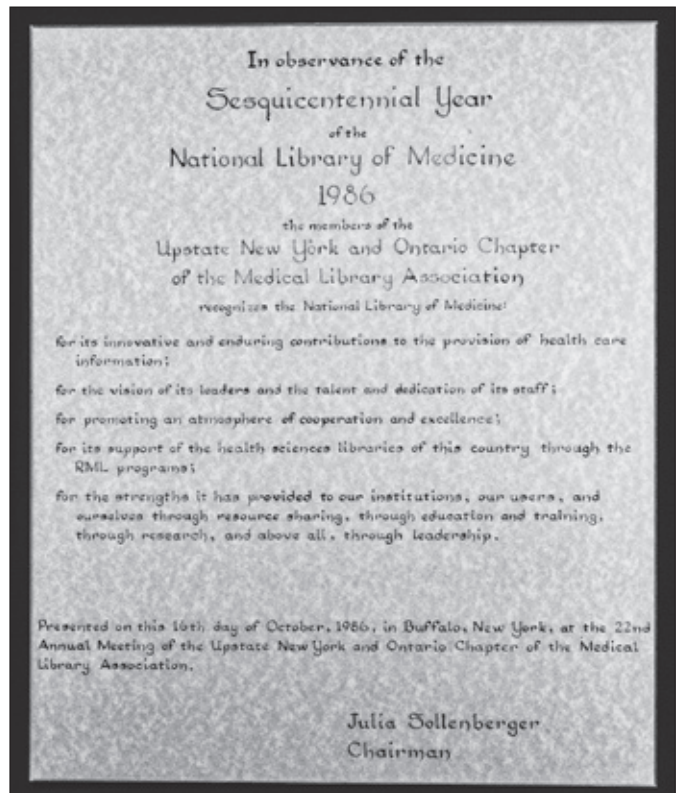 In observance of the
Sesquicentennial Year
of the
National Library of Medicine
1986
the members of the
Upstate New York and Ontario Chapter
of the Medical Library Association
recognizes the National Library of Medicine:
for its innovative and enduring contributions to the provision of health care
information;
for the vision of its leaders and the talent and dedication of its staff;
for promoting an atmosphere of cooperation and excellence;
for its support of the health sciences libraries of this country through the
RML programs;
for the strengths it has provided to our institutions, our users, and
ourselves through resource sharing, through education and training,
through research, and above all, through leadership.
Presented on this 16th day of October, 1986, in Buffalo, New York, at the 22nd
Annual Meeting of the Upstate New York and Ontario Chapter of the Medical
Library Association.
Julia Sollenberger
Chairman